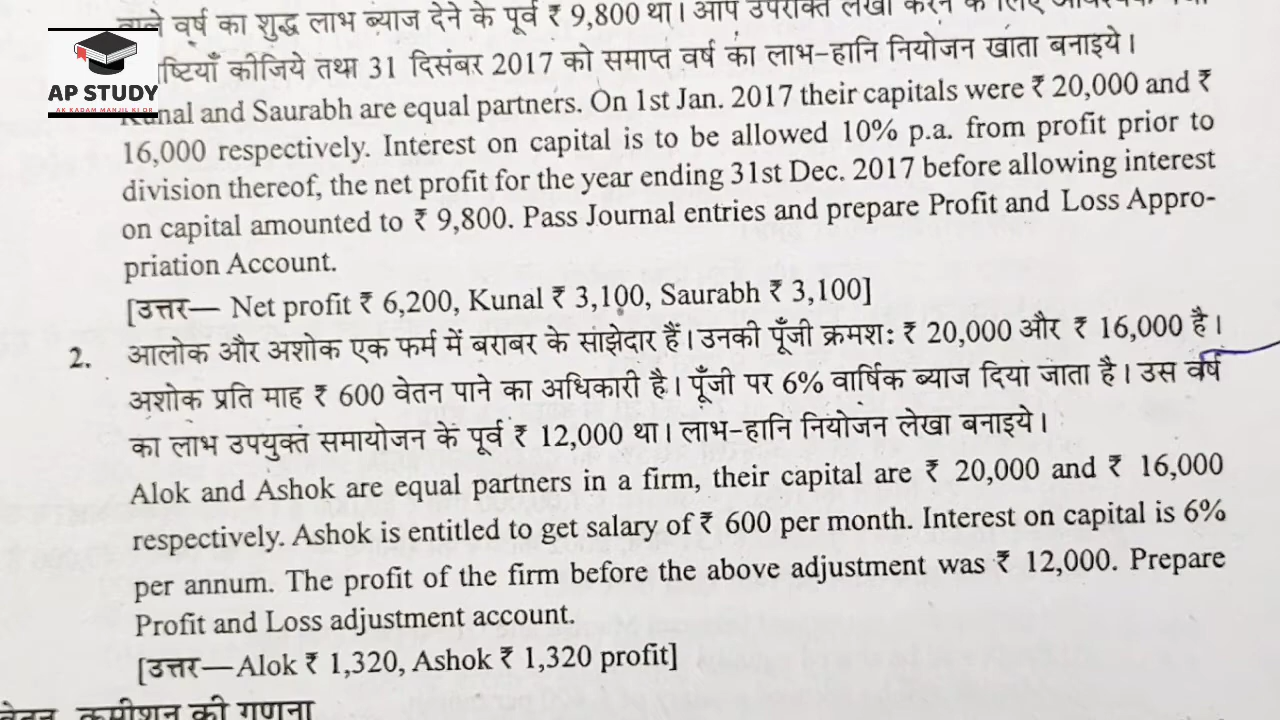 वाले वर्ष का शुद्ध लाभ ब्याज देने के पूर्व ₹ 9,800 था। आप उपरोक्त लेखा करने के लिए
31 दिसंबर 2017 को समाप्त वर्ष का लाभ-हानि नियोजन खाता बनाइये।
AP STUDY
AK KADAM MANJIL KI OR
Kunal and Saurabh are equal partners. On 1st Jan. 2017 their capitals were ₹ 20,000 and ₹
16,000 respectively. Interest on capital is to be allowed 10% p.a. from profit prior to
division thereof, the net profit for the year ending 31st Dec. 2017 before allowing interest
on capital amounted to ₹ 9,800. Pass Journal entries and prepare Profit and Loss Appro-
priation Account.
[उत्तर— Net profit ₹ 6,200, Kunal ₹ 3,100, Saurabh ₹ 3,100]
2. आलोक और अशोक एक फर्म में बराबर के सांझेदार हैं। उनकी पूँजी क्रमशः ₹ 20,000 और ₹ 16,000 है।
अशोक प्रति माह ₹ 600 वेतन पाने का अधिकारी है। पूँजी पर 6% वार्षिक ब्याज दिया जाता है। उस वर्ष
का लाभ उपयुक्त समायोजन के पूर्व ₹ 12,000 था। लाभ-हानि नियोजन लेखा बनाइये।
Alok and Ashok are equal partners in a firm, their capital are ₹ 20,000 and ₹ 16,000
respectively. Ashok is entitled to get salary of ₹ 600 per month. Interest on capital is 6%
per annum. The profit of the firm before the above adjustment was ₹ 12,000. Prepare
Profit and Loss adjustment account.
[उत्तर—Alok ₹ 1,320, Ashok ₹ 1,320 profit]
वेतन, कमीशन की गणना